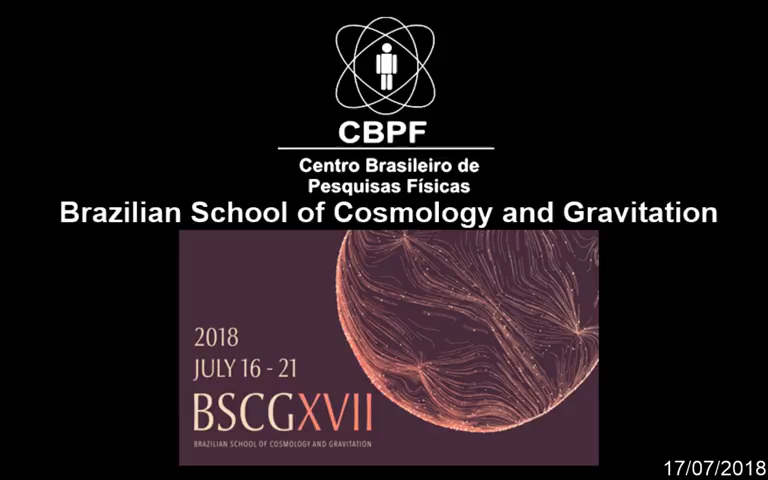 CBPF
Centro Brasileiro de
Pesquisas Físicas
Brazilian School of Cosmology and Gravitation
2018
JULY 16 - 21
BSCGXVII
BRAZILIAN SCHOOL OF COSMOLOGY AND GRAVITATION
17/07/2018